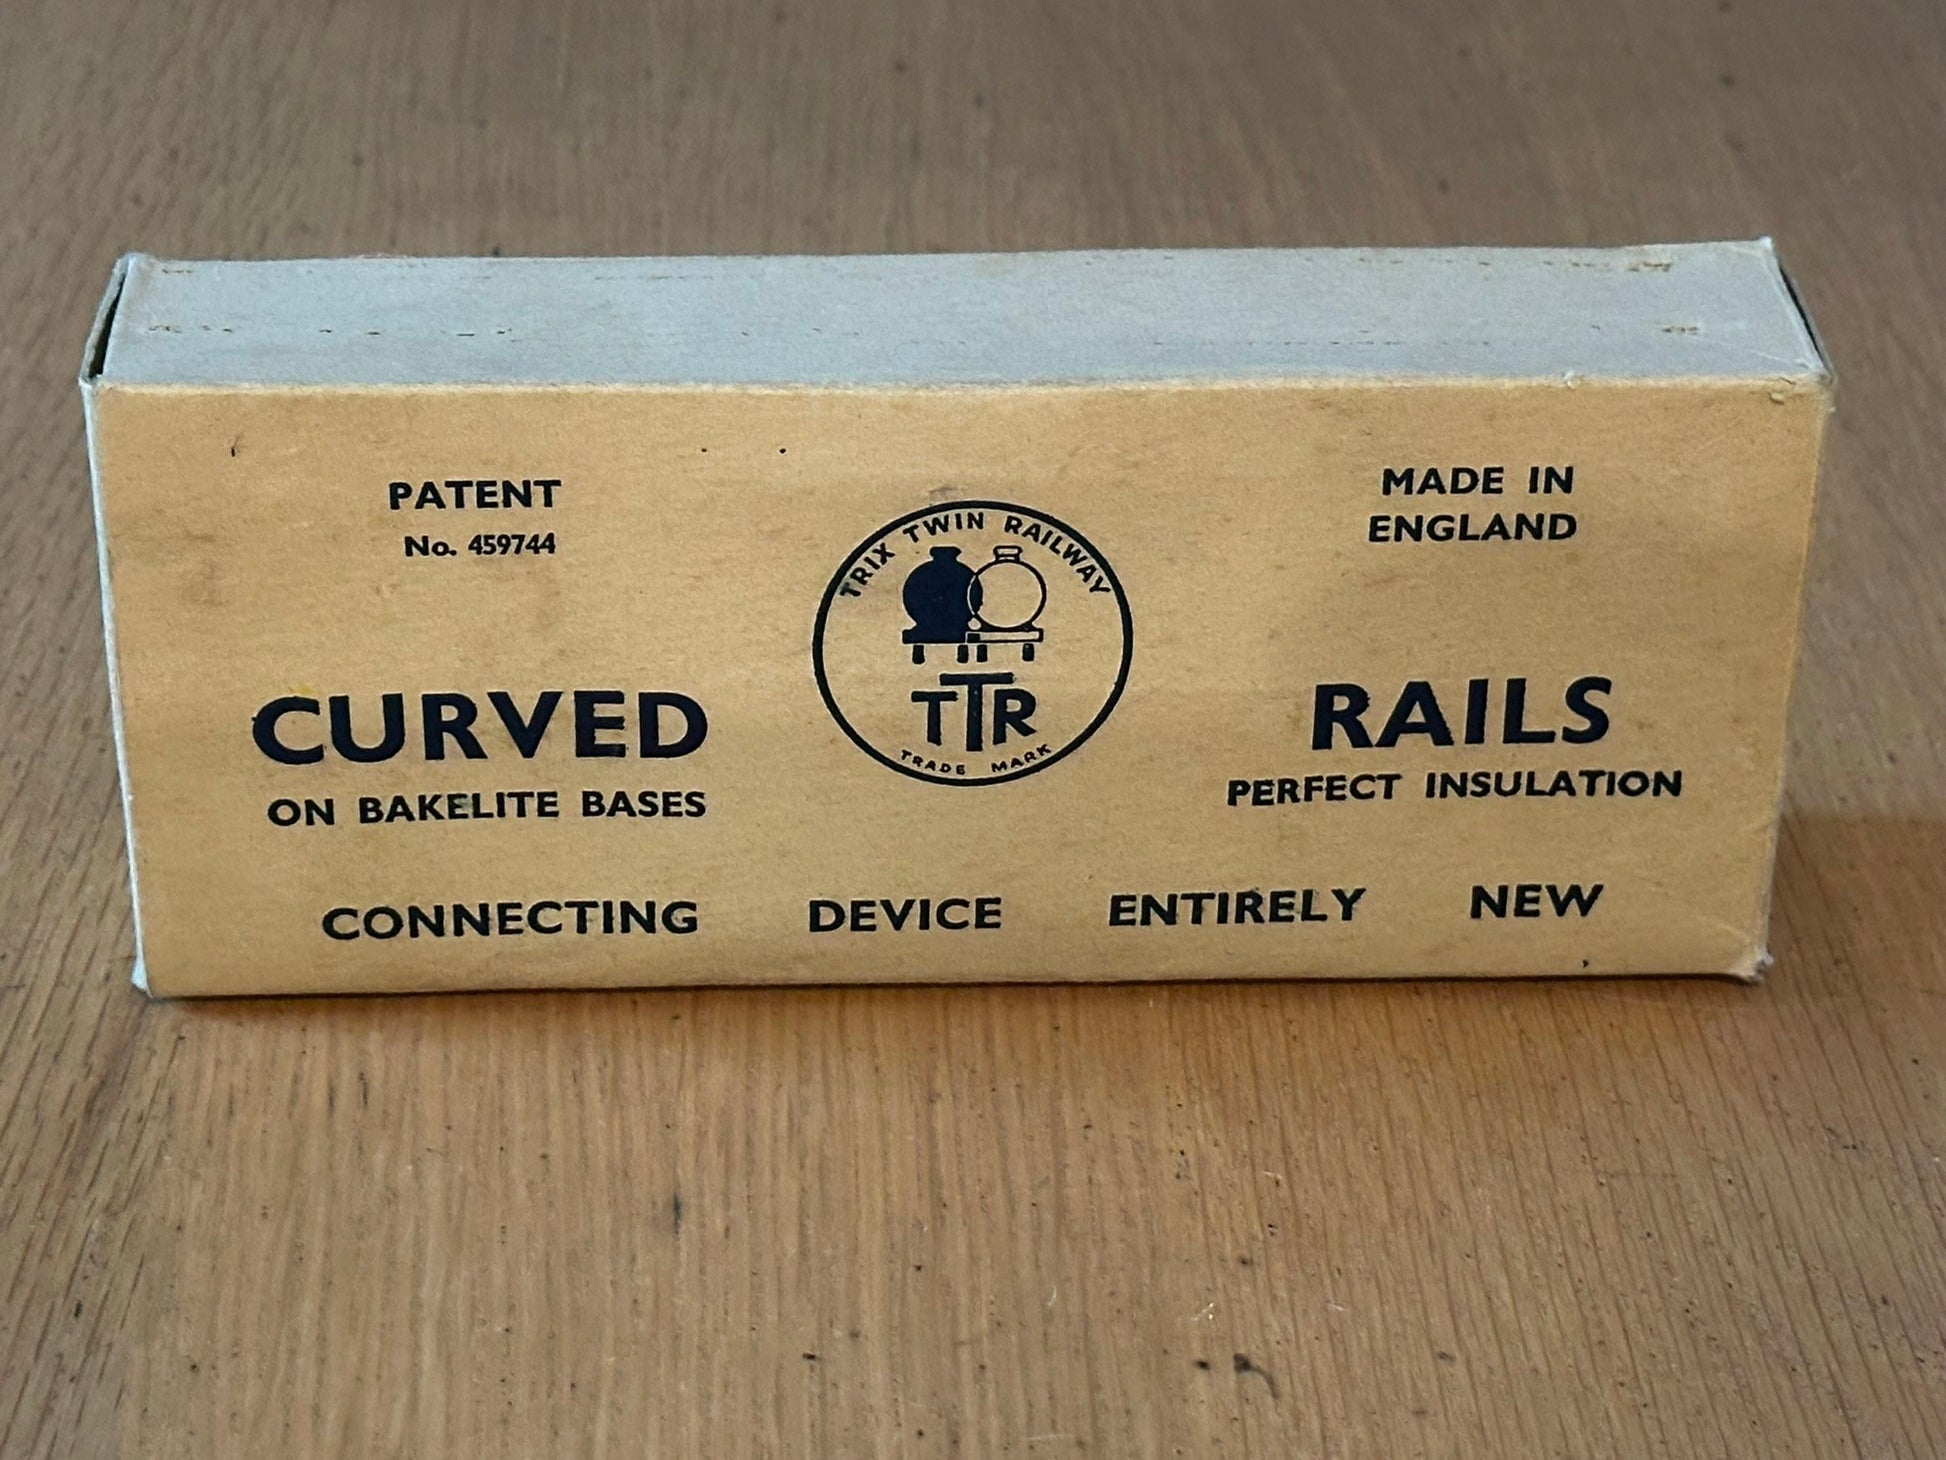 PATENT
No. 459744
TRIX TWIN RAILWAY
TTR
TRADE MARK
MADE IN
ENGLAND
CURVED
ON BAKELITE BASES
RAILS
PERFECT INSULATION
CONNECTING DEVICE ENTIRELY NEW